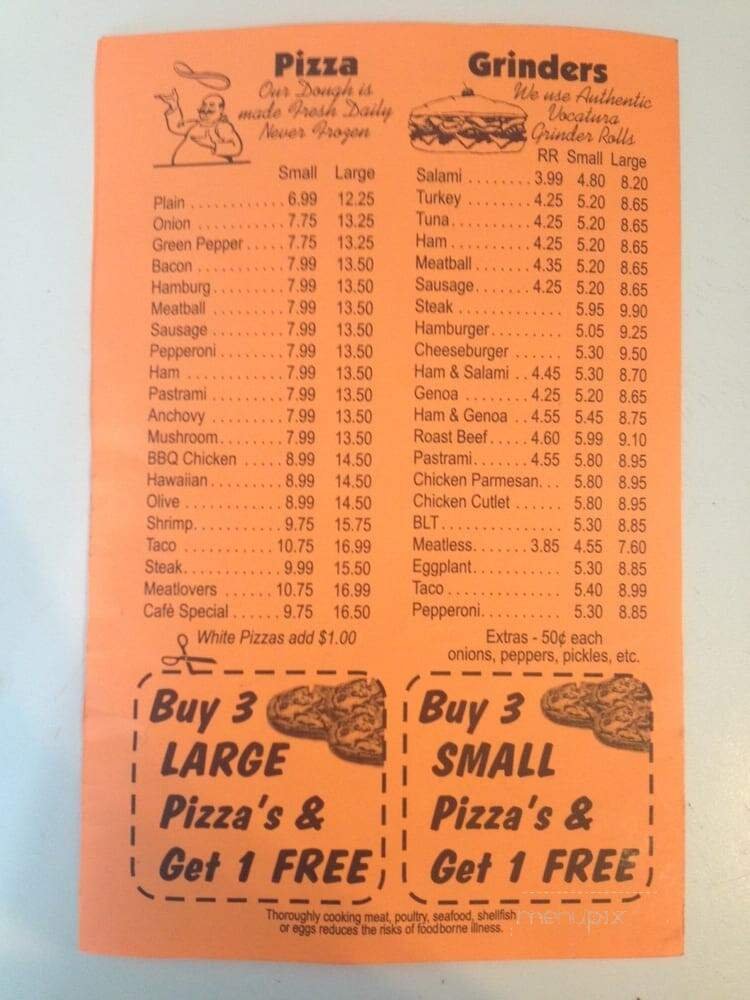 Pizza
Our Dough is
made Fresh Daily
Never Frozen
Small Large
Plain ............ 6.99 12.25
Onion ........... 7.75 13.25
Green Pepper ..... 7.75 13.25
Bacon ........... 7.99 13.50
Hamburg......... 7.99 13.50
Meatball ......... 7.99 13.50
Sausage ......... 7.99 13.50
Pepperoni ........ 7.99 13.50
Ham ............ 7.99 13.50
Pastrami ......... 7.99 13.50
Anchovy ......... 7.99 13.50
Mushroom........ 7.99 13.50
BBQ Chicken ..... 8.99 14.50
Hawaiian......... 8.99 14.50
Olive ............ 8.99 14.50
Shrimp........... 9.75 15.75
Taco ............ 10.75 16.99
Steak............ 9.99 15.50
Meatlovers ....... 10.75 16.99
Cafè Special ...... 9.75 16.50
White Pizzas add $1.00
Grinders
We use Authentic
Vocatura
Grinder Rolls
RR Small Large
Salami ........ 3.99 4.80 8.20
Turkey ........ 4.25 5.20 8.65
Tuna.......... 4.25 5.20 8.65
Ham .......... 4.25 5.20 8.65
Meatball ....... 4.35 5.20 8.65
Sausage....... 4.25 5.20 8.65
Steak ............. 5.95 9.90
Hamburger......... 5.05 9.25
Cheeseburger ...... 5.30 9.50
Ham & Salami .. 4.45 5.30 8.70
Genoa ........ 4.25 5.20 8.65
Ham & Genoa .. 4.55 5.45 8.75
Roast Beef..... 4.60 5.99 9.10
Pastrami....... 4.55 5.80 8.95
Chicken Parmesan... 5.80 8.95
Chicken Cutlet ...... 5.80 8.95
BLT.............. 5.30 8.85
Meatless....... 3.85 4.55 7.60
Eggplant........... 5.30 8.85
Taco.............. 5.40 8.99
Pepperoni.......... 5.30 8.85
Extras - 50¢ each
onions, peppers, pickles, etc.
Buy 3
LARGE
Pizza's &
Get 1 FREE
Buy 3
SMALL
Pizza's &
Get 1 FREE
Thoroughly cooking meat, poultry, seafood, shellfish
or eggs reduces the risks of foodborne illness.
menupix